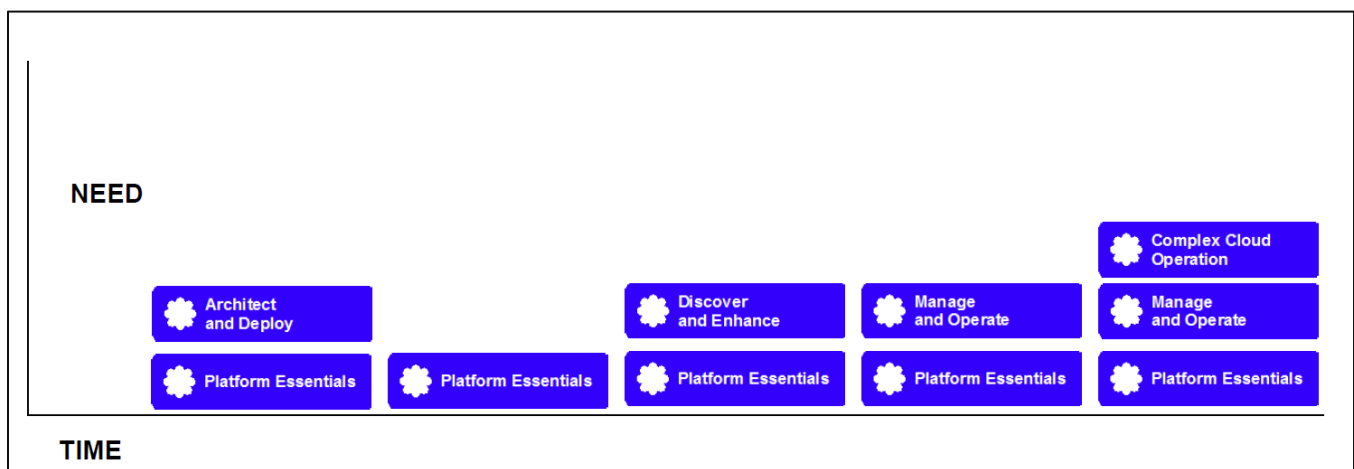 NEED
Complex Cloud
Operation
Architect
and Deploy
Discover
and Enhance
Manage
and Operate
Manage
and Operate
Platform Essentials
Platform Essentials
Platform Essentials
Platform Essentials
Platform Essentials
TIME